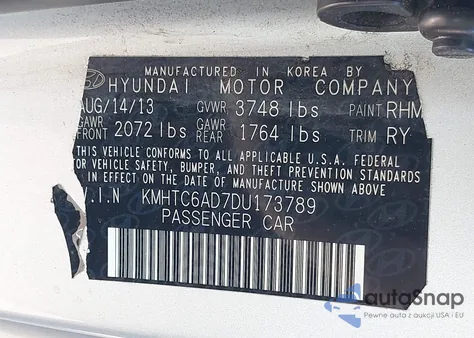 MANUFACTURED IN KOREA BY
HYUNDAI MOTOR COMPANY
AUG/14/13 GVWR 3748 lbs PAINT RHM
GAWR FRONT 2072 lbs GAWR REAR 1764 lbs TRIM RY
THIS VEHICLE CONFORMS TO ALL APPLICABLE U.S.A. FEDERAL
MOTOR VEHICLE SAFETY, BUMPER, AND THEFT PREVENTION STANDARDS
IN EFFECT ON THE DATE OF MANUFACTURE SHOWN ABOVE
V.I.N KMHTC6AD7DU173789
PASSENGER CAR
autoSnap
Pewne auta z aukcji USA i EU